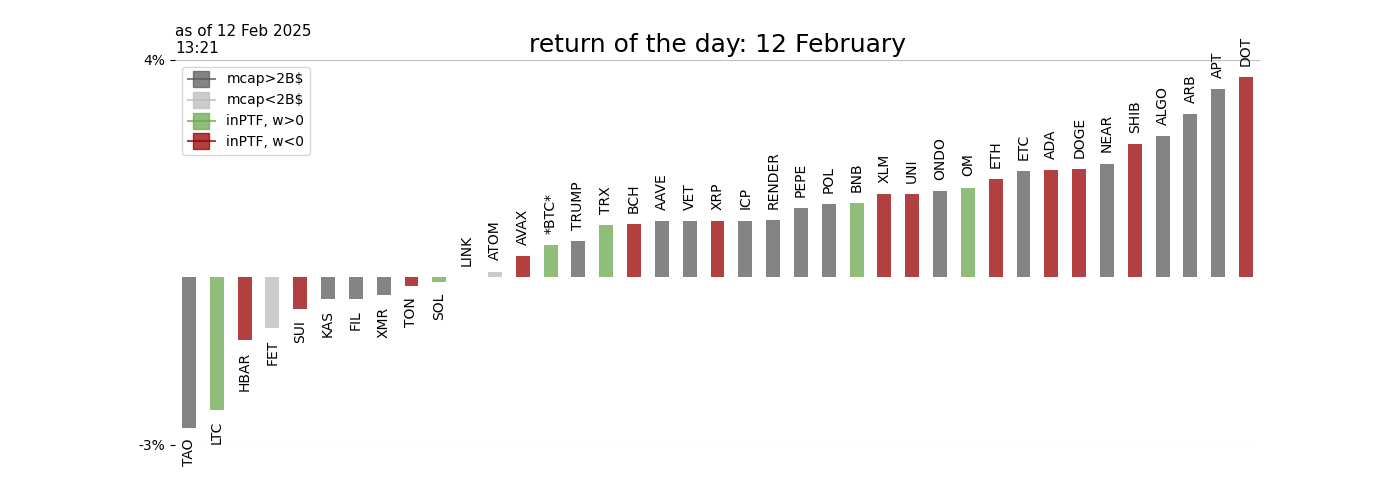 as of 12 Feb 2025
13:21
return of the day: 12 February
4%
-3%
mcap>2B$
mcap<2B$
inPTF, w>0
inPTF, w<0
TAO
LTC
HBAR
FET
SUI
KAS
FIL
XMR
TON
SOL
LINK
ATOM
AVAX
*BTC*
TRUMP
TRX
BCH
AAVE
VET
XRP
ICP
RENDER
PEPE
POL
BNB
XLM
UNI
ONDO
OM
ETH
ETC
ADA
DOGE
NEAR
SHIB
ALGO
ARB
APT
DOT